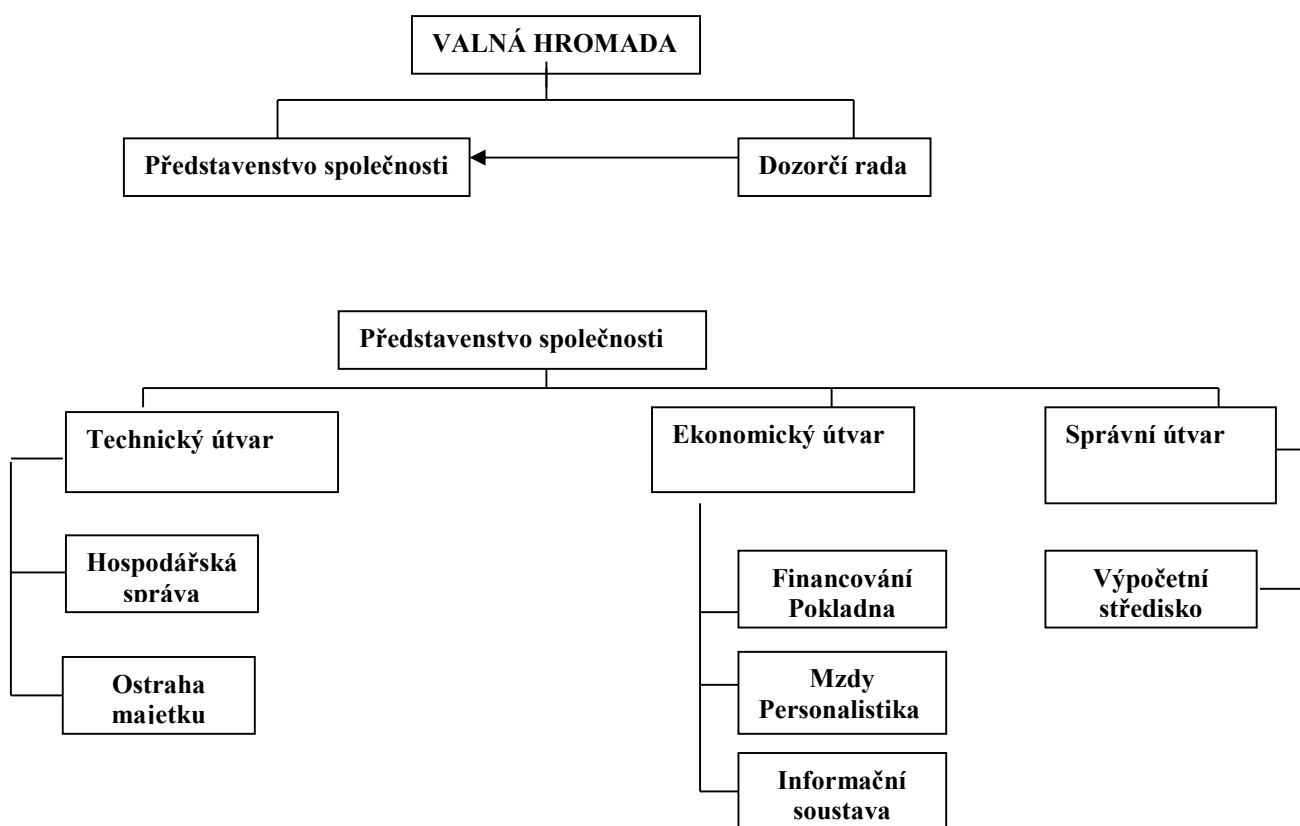 VALNÁ HROMADA
Představenstvo společnosti
Dozorčí rada
Představenstvo společnosti
Technický útvar
Ekonomický útvar
Správní útvar
Hospodářská
správa
Financování
Pokladna
Výpočetní
středisko
Ostraha
majetku
Mzdy
Personalistika
Informační
soustava